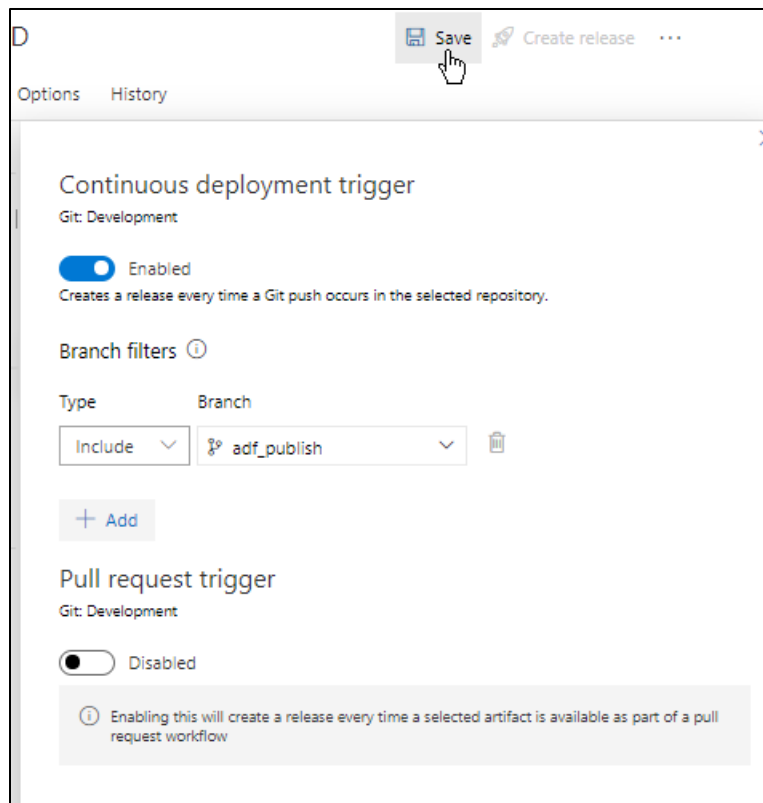 D
Save
Create release
...
Options
History
Continuous deployment trigger
Git: Development
Enabled
Creates a release every time a Git push occurs in the selected repository.
Branch filters
Type
Branch
Include
adf_publish
+ Add
Pull request trigger
Git: Development
Disabled
Enabling this will create a release every time a selected artifact is available as part of a pull
request workflow